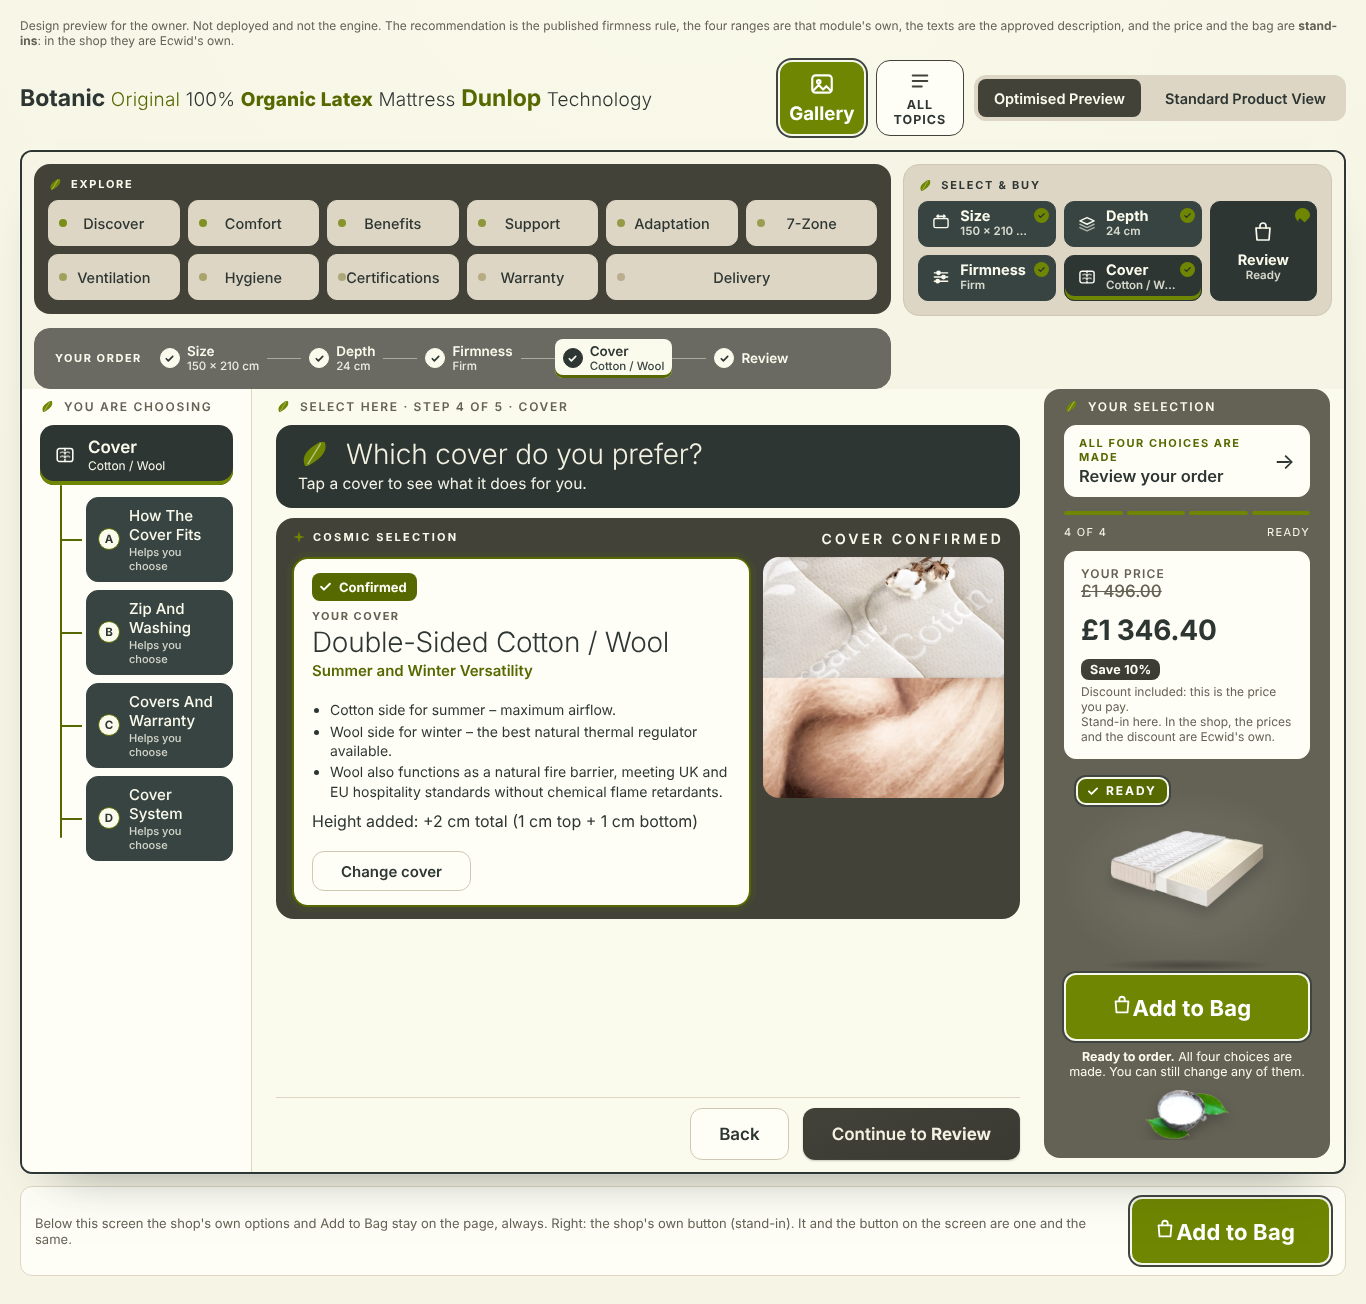 Design preview for the owner. Not deployed and not the engine. The recommendation is the published firmness rule, the four ranges are that module's own, the texts are the approved description, and the price and the bag are stand-
ins: in the shop they are Ecwid's own.
Botanic Original 100% Organic Latex Mattress Dunlop Technology
Gallery
ALL
TOPICS
Optimised Preview
Standard Product View
EXPLORE
Discover
Comfort
Benefits
Support
Adaptation
7-Zone
Ventilation
Hygiene
Certifications
Warranty
Delivery
SELECT & BUY
Size
150 × 210 ...
Depth
24 cm
Firmness
Firm
Cover
Cotton / W...
Review
Ready
YOUR ORDER
Size
150 × 210 cm
Depth
24 cm
Firmness
Firm
Cover
Cotton / Wool
Review
YOU ARE CHOOSING
Cover
Cotton / Wool
A
How The
Cover Fits
Helps you
choose
B
Zip And
Washing
Helps you
choose
C
Covers And
Warranty
Helps you
choose
D
Cover
System
Helps you
choose
SELECT HERE · STEP 4 OF 5 · COVER
Which cover do you prefer?
Tap a cover to see what it does for you.
COSMIC SELECTION
COVER CONFIRMED
Confirmed
YOUR COVER
Double-Sided Cotton / Wool
Summer and Winter Versatility
• Cotton side for summer – maximum airflow.
• Wool side for winter – the best natural thermal regulator
available.
• Wool also functions as a natural fire barrier, meeting UK and
EU hospitality standards without chemical flame retardants.
Height added: +2 cm total (1 cm top + 1 cm bottom)
Change cover
Cotton
Back
Continue to Review
YOUR SELECTION
ALL FOUR CHOICES ARE
MADE
Review your order
4 OF 4
READY
YOUR PRICE
£1 496.00
£1 346.40
Save 10%
Discount included: this is the price
you pay.
Stand-in here. In the shop, the prices
and the discount are Ecwid's own.
READY
Add to Bag
Ready to order. All four choices are
made. You can still change any of them.
Below this screen the shop's own options and Add to Bag stay on the page, always. Right: the shop's own button (stand-in). It and the button on the screen are one and the
same.
Add to Bag